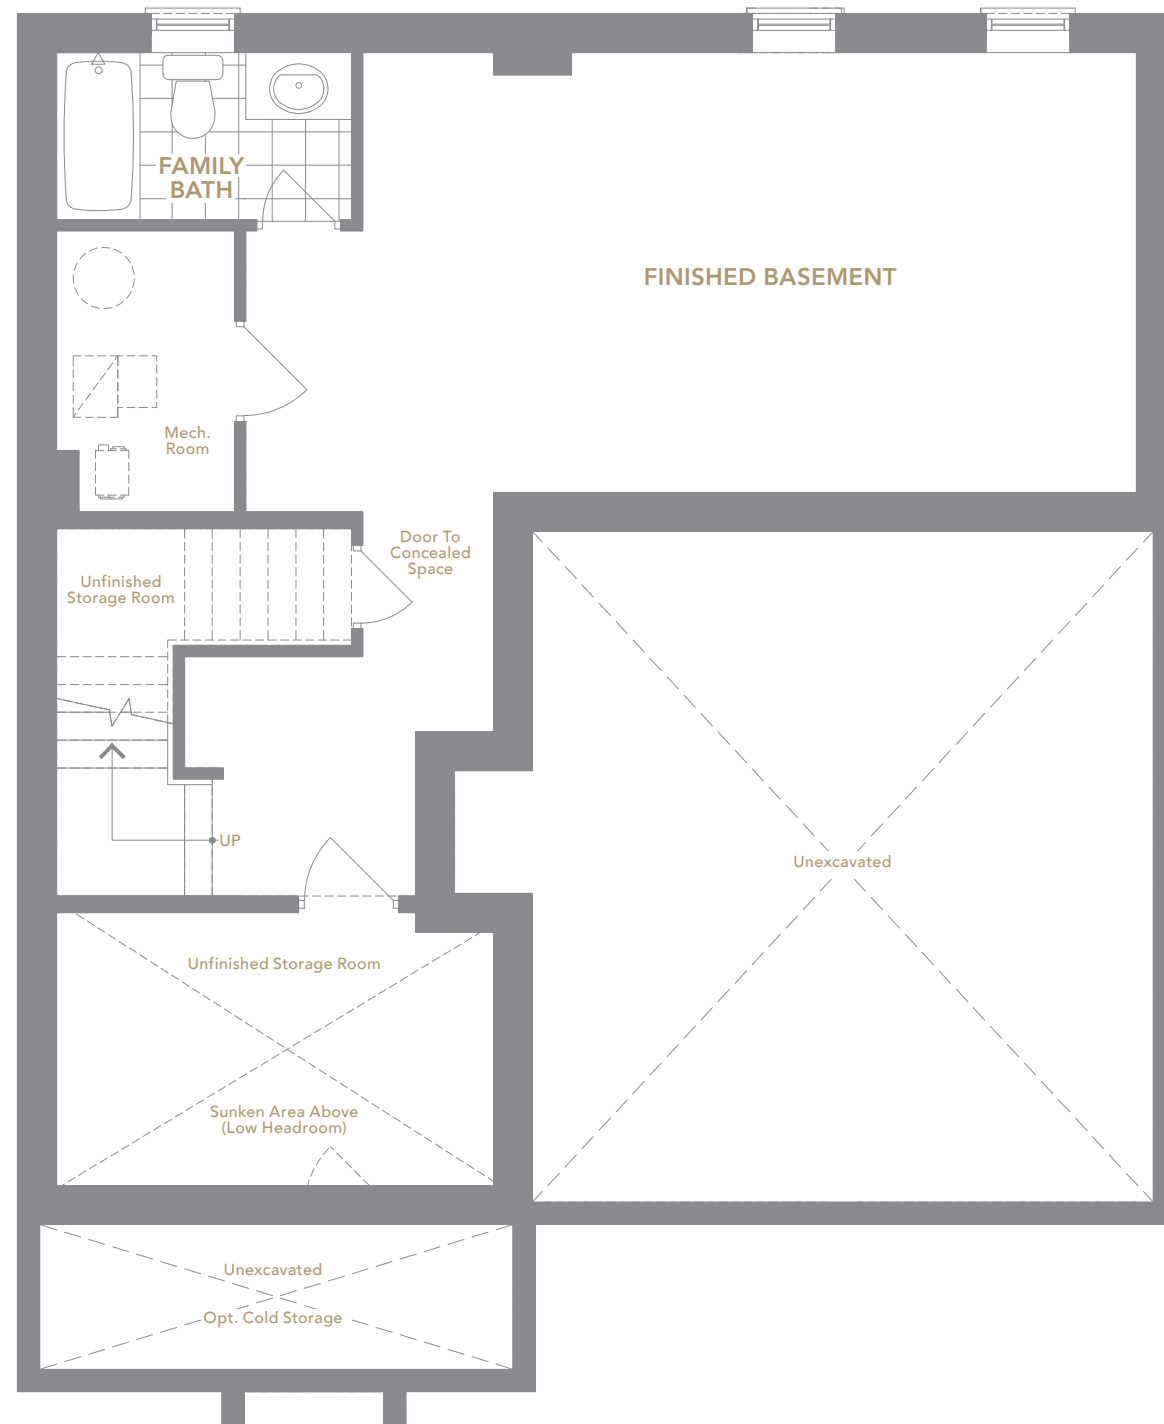 FAMILY
BATH
FINISHED BASEMENT
Mech.
Room
Door To
Concealed
Space
Unfinished
Storage Room
UP
Unexcavated
Unfinished Storage Room
Sunken Area Above
(Low Headroom)
Unexcavated
Opt. Cold Storage